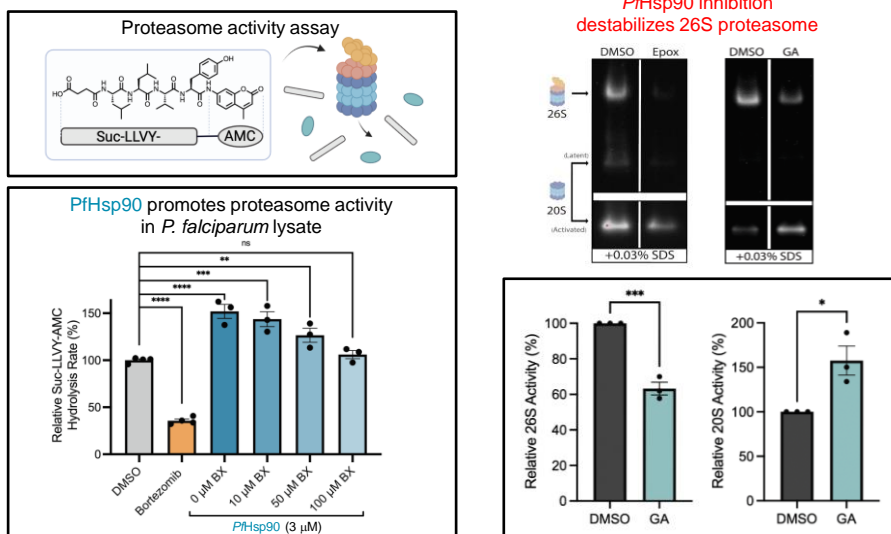 Proteasome activity assay
OH
HO
Suc-LLVY-
AMC
PfHsp90 promotes proteasome activity
in P. falciparum lysate
ns
**
***
****
****
Relative Suc-LLVY-AMC
Hydrolysis Rate (%)
150
100
50
0
DMSO
Bortezomib
0 µM BX
10 µM BX
50 µM BX
100 µM BX
PfHsp90 (3 µM)
PfHsp90 inhibition
destabilizes 26S proteasome
DMSO Epox
DMSO GA
26S
(Latent)
20S
(Activated)
+0.03% SDS
+0.03% SDS
***
Relative 26S Activity (%)
100
80
60
40
20
0
DMSO GA
*
Relative 20S Activity (%)
200
150
100
50
0
DMSO GA